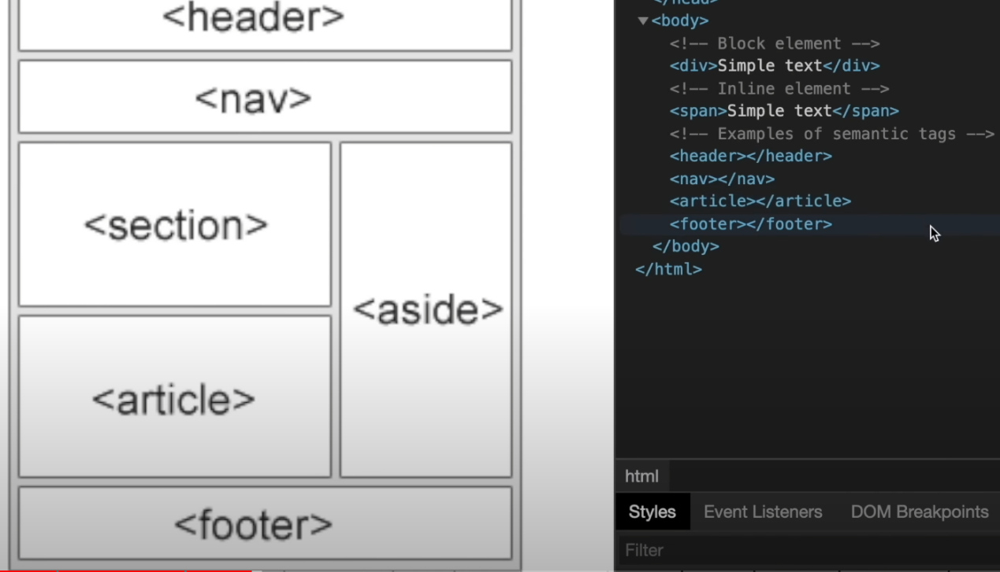 <header>
<nav>
<section>
<aside>
<article>
<footer>
</head>
<body>
<!-- Block element -->
<div>Simple text</div>
<!-- Inline element -->
<span>Simple text</span>
<!-- Examples of semantic tags -->
<header></header>
<nav></nav>
<article></article>
<footer></footer>
</body>
</html>
html
Styles Event Listeners DOM Breakpoints
Filter